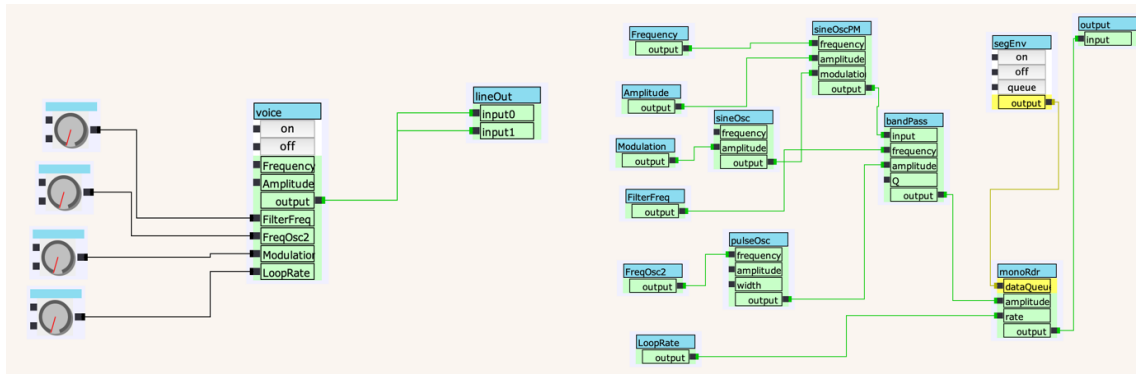 voice
on
off
Frequency
Amplitude
output
FilterFreq
FreqOsc2
Modulation
LoopRate
lineOut
input0
input1
Frequency
output
Amplitude
output
Modulation
output
FilterFreq
output
FreqOsc2
output
LoopRate
output
sineOsc
frequency
amplitude
output
pulseOsc
frequency
amplitude
width
output
sineOscPM
frequency
amplitude
modulation
output
bandPass
input
frequency
amplitude
Q
output
segEnv
on
off
queue
output
monoRdr
dataQueu
amplitude
rate
output
output
input